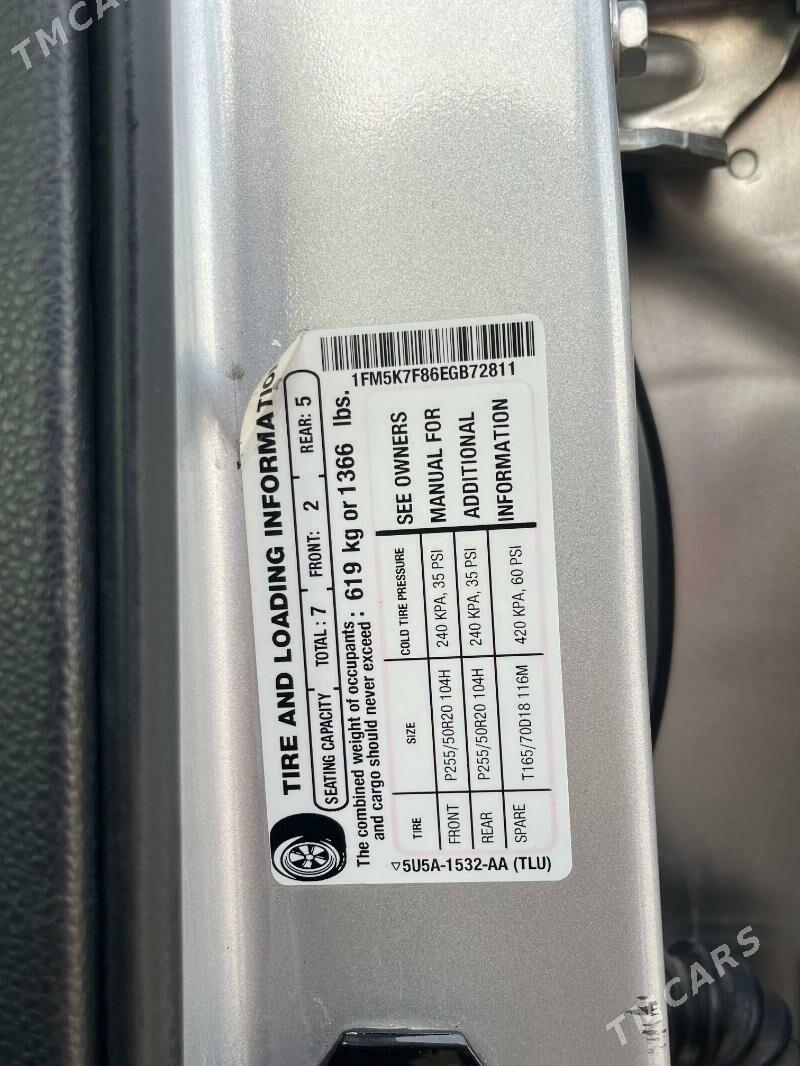 TMCARS
1FM5K7F86EGB72811
TIRE AND LOADING INFORMATION
SEATING CAPACITY TOTAL : 7 FRONT: 2 REAR: 5
The combined weight of occupants : 619 kg or 1366 lbs.
and cargo should never exceed :
TIRE SIZE COLD TIRE PRESSURE
FRONT P255/50R20 104H 240 KPA, 35 PSI
REAR P255/50R20 104H 240 KPA, 35 PSI
SPARE T165/70D18 116M 420 KPA, 60 PSI
SEE OWNERS
MANUAL FOR
ADDITIONAL
INFORMATION
▽5U5A-1532-AA (TLU)
TMCARS